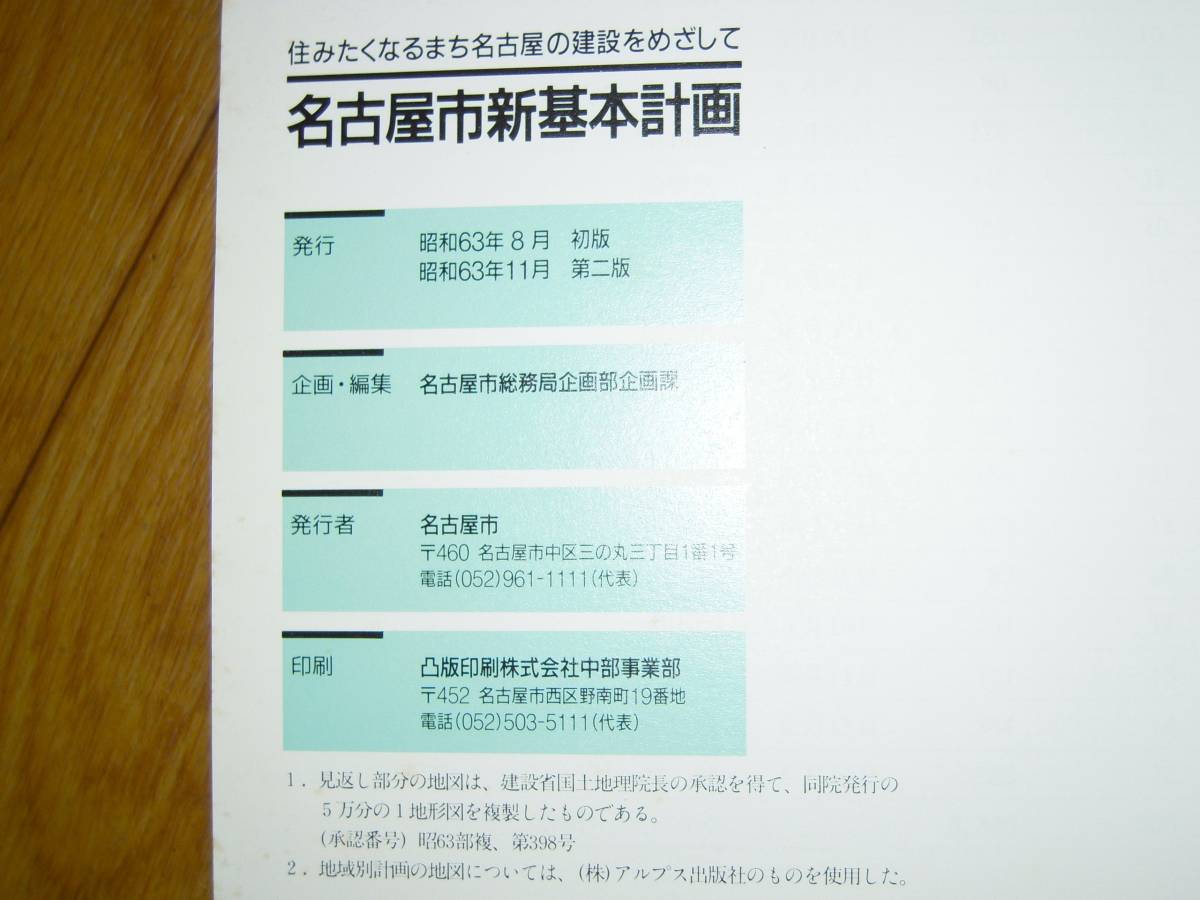 住みたくなるまち名古屋の建設をめざして
名古屋市新基本計画
発行 昭和63年8月 初版
昭和63年11月 第二版
企画・編集 名古屋市総務局企画部企画課
発行者 名古屋市
〒460 名古屋市中区三の丸三丁目1番1号
電話(052)961-1111(代表)
印刷 凸版印刷株式会社中部事業部
〒452 名古屋市西区野南町19番地
電話(052)503-5111(代表)
1. 見返し部分の地図は、建設省国土地理院長の承認を得て、同院発行の
5万分の1地形図を複製したものである。
(承認番号) 昭63部複、第398号
2. 地域別計画の地図については、(株)アルプス出版社のものを使用した。